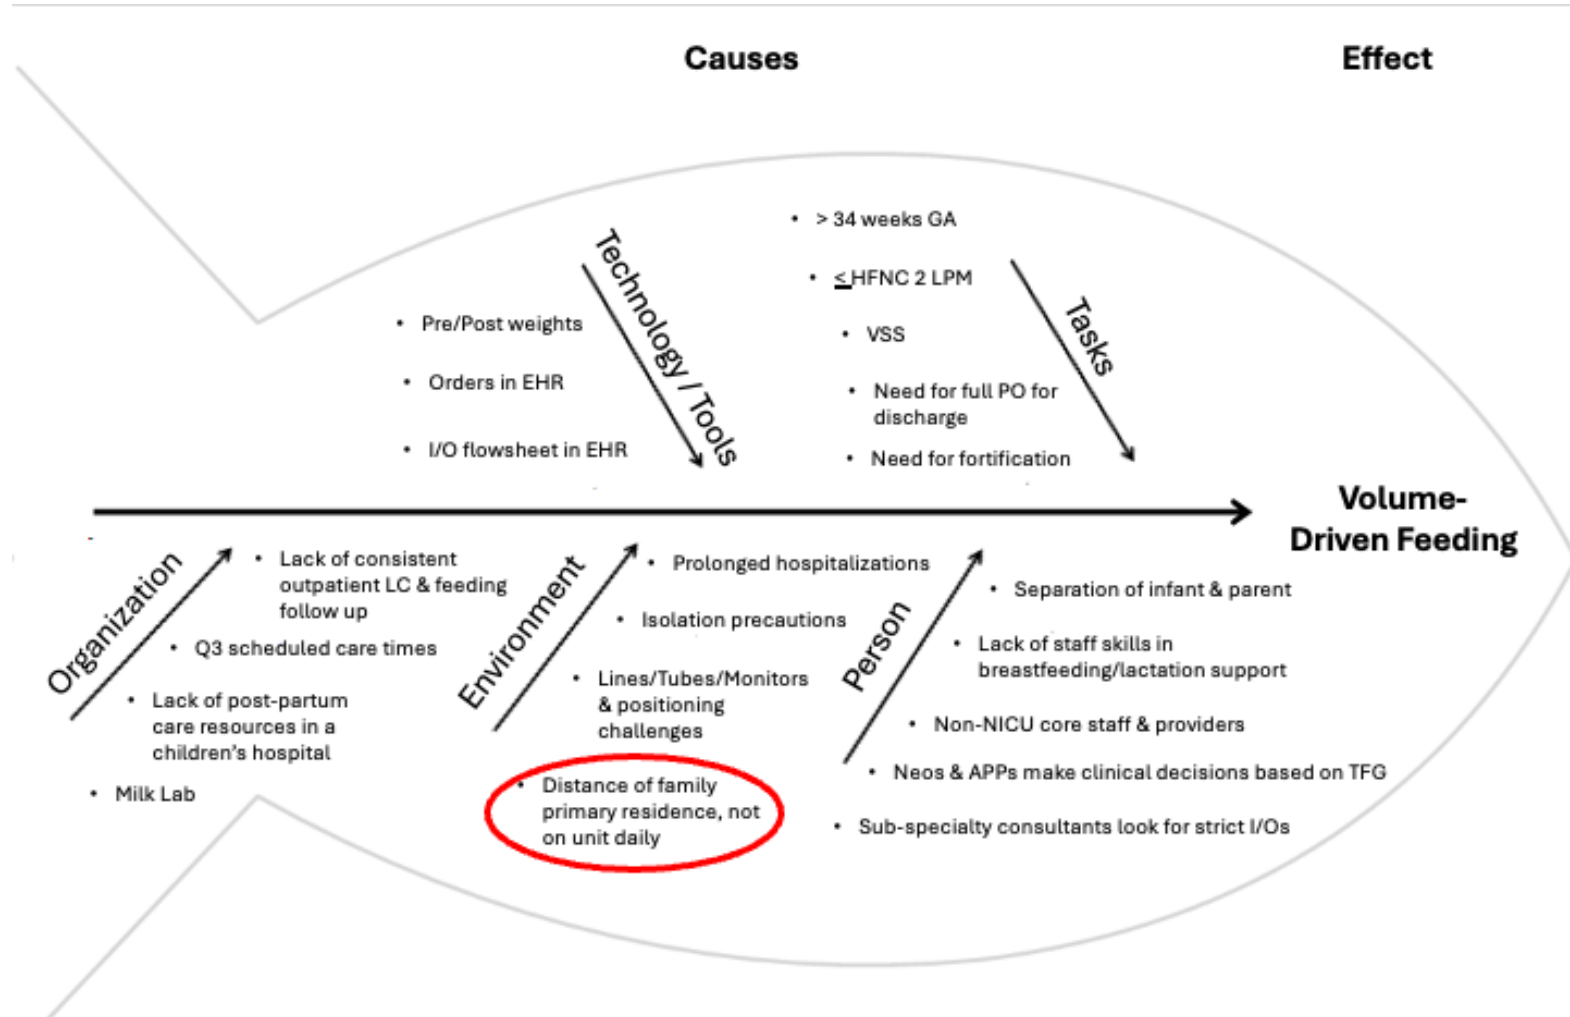 Causes
Effect
Technology / Tools
• Pre/Post weights
• Orders in EHR
• I/O flowsheet in EHR
Tasks
• > 34 weeks GA
• ≤ HFNC 2 LPM
• VSS
• Need for full PO for
discharge
• Need for fortification
Volume-
Driven Feeding
Organization
• Lack of consistent
outpatient LC & feeding
follow up
• Q3 scheduled care times
• Lack of post-partum
care resources in a
children's hospital
• Milk Lab
Environment
• Prolonged hospitalizations
• Isolation precautions
• Lines/Tubes/Monitors
& positioning
challenges
• Distance of family
primary residence, not
on unit daily
Person
• Separation of infant & parent
• Lack of staff skills in
breastfeeding/lactation support
• Non-NICU core staff & providers
• Neos & APPs make clinical decisions based on TFG
• Sub-specialty consultants look for strict I/Os